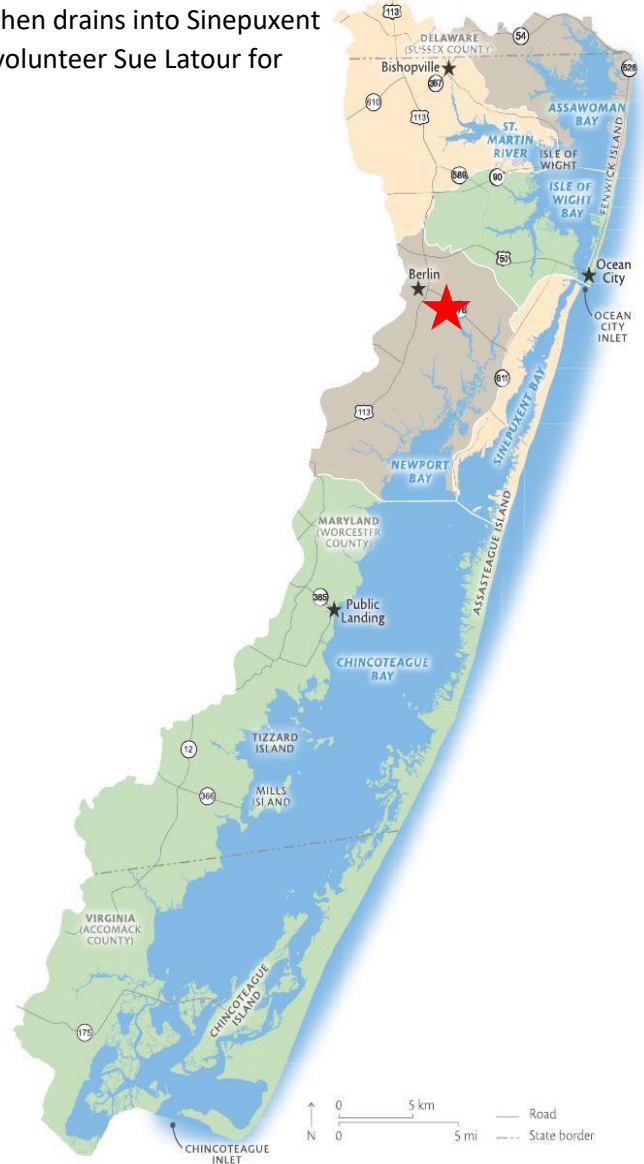 hen drains into Sinepuxent
volunteer Sue Latour for
113
DELAWARE
(SUSSEX COUNTY)
54
528
Bishopville
367
610
113
ASSAWOMAN
BAY
ST.
MARTIN
RIVER
ISLE OF
WIGHT
FENWICK ISLAND
589
90
ISLE OF
WIGHT
BAY
50
Ocean
City
Berlin
OCEAN
CITY
INLET
611
113
SINEPUXENT BAY
NEWPORT
BAY
MARYLAND
(WORCESTER
COUNTY)
ASSATEAGUE ISLAND
365
Public
Landing
CHINCOTEAGUE
BAY
TIZZARD
ISLAND
12
366
MILLS
ISLAND
VIRGINIA
(ACCOMACK
COUNTY)
CHINCOTEAGUE
ISLAND
175
0 5 km
N 0 5 mi
Road
State border
CHINCOTEAGUE
INLET